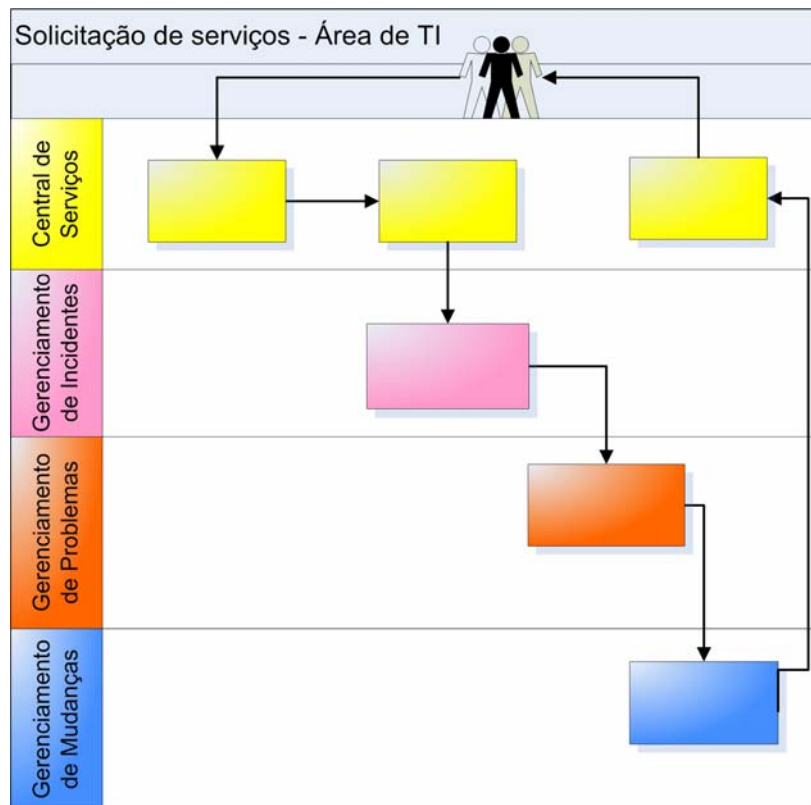 Solicitação de serviços - Área de TI
Central de
Serviços
Gerenciamento
de Incidentes
Gerenciamento
de Problemas
Gerenciamento
de Mudanças